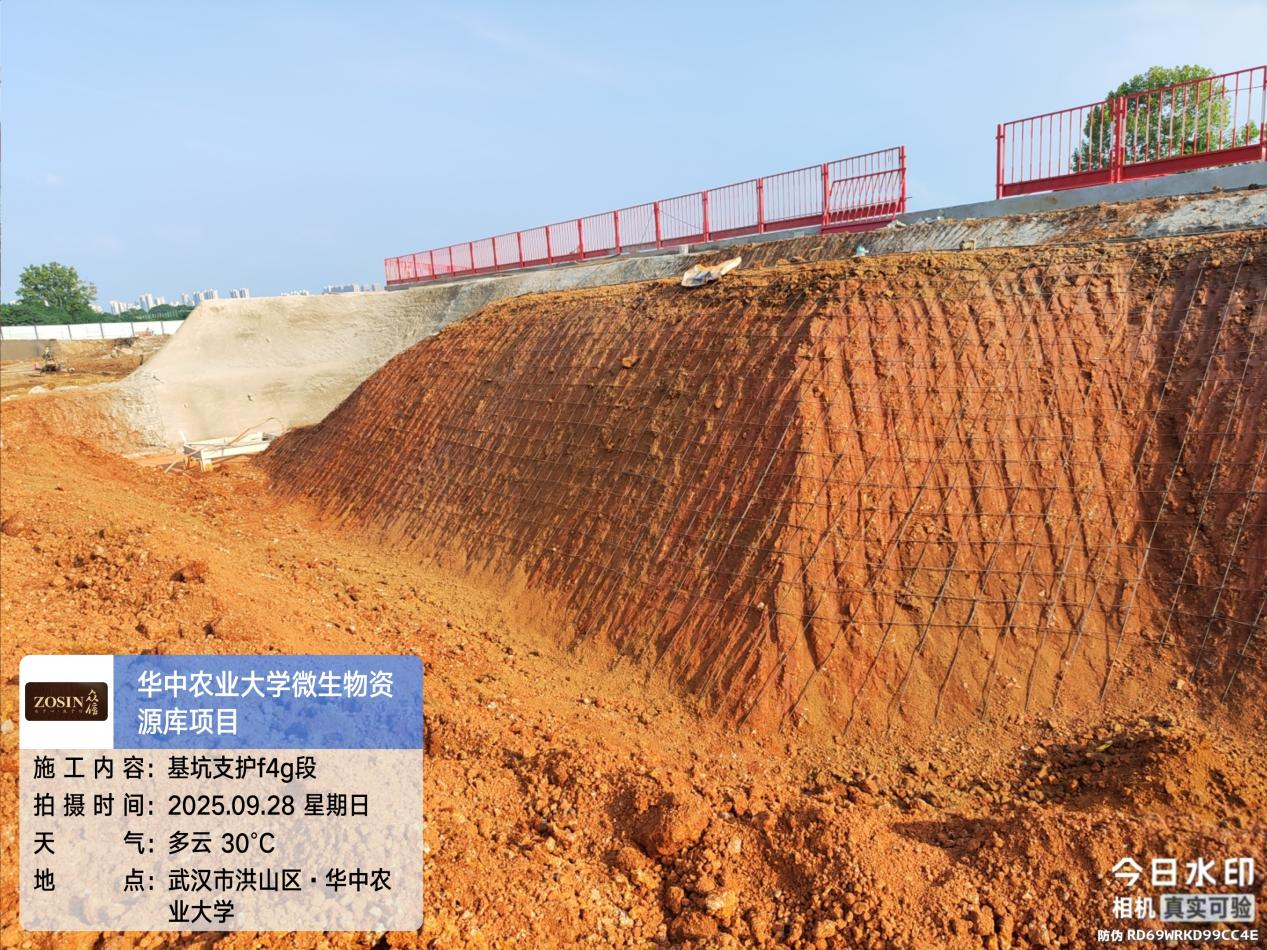 ZOSIN 众信
华中农业大学微生物资
源库项目
施工内容：基坑支护f4g段
拍摄时间：2025.09.28 星期日
天气：多云 30°C
地点：武汉市洪山区·华中农
业大学
今日水印
相机 真实可验
防伪 RD69WRKD99CC4E